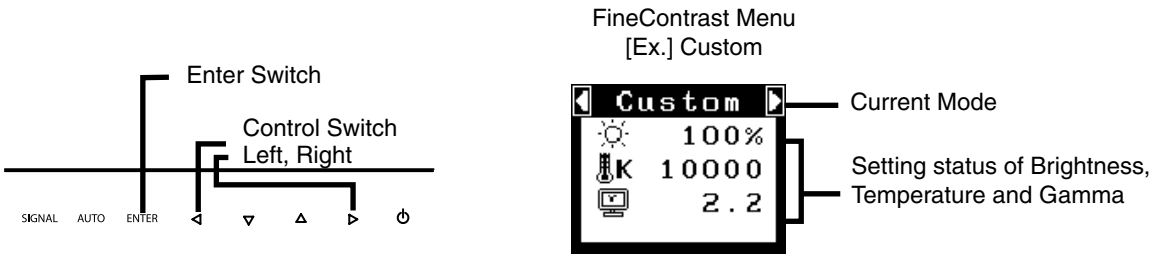 Enter Switch
Control Switch
Left, Right
SIGNAL AUTO ENTER
FineContrast Menu
[Ex.] Custom
Custom
100%
K 10000
2.2
Current Mode
Setting status of Brightness,
Temperature and Gamma